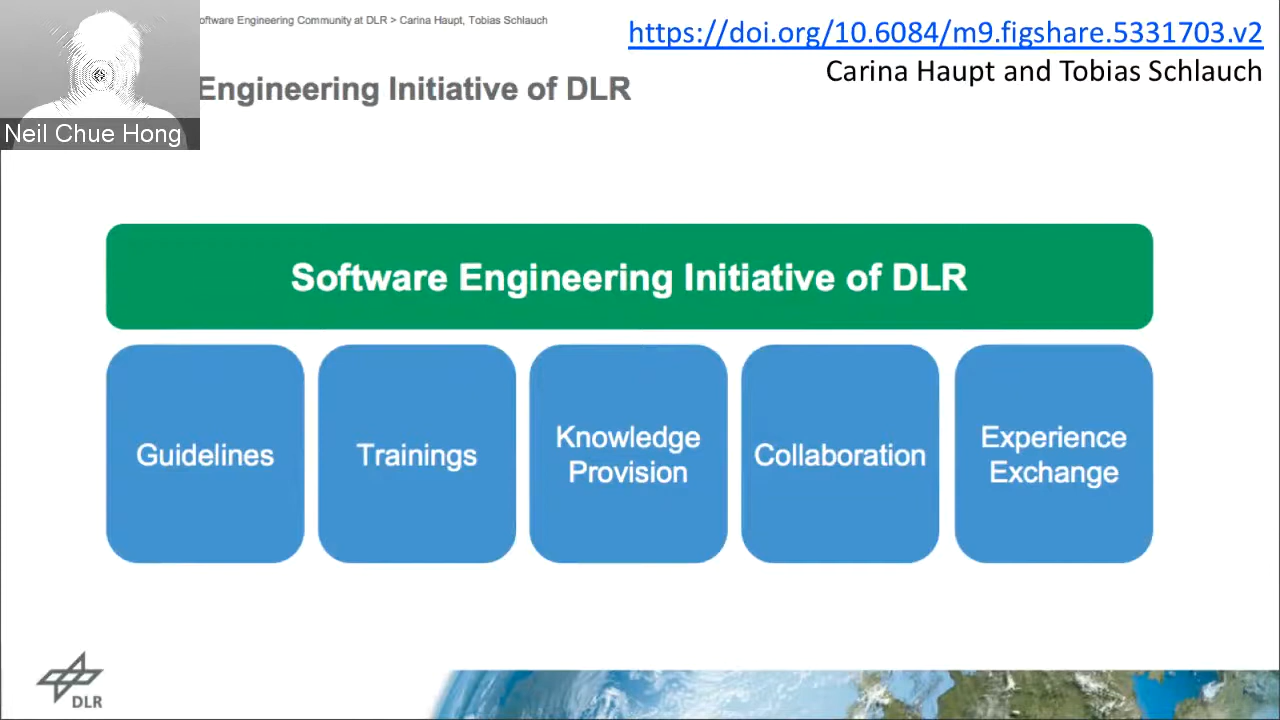 oftware Engineering Community at DLR > Carina Haupt, Tobias Schlauch
https://doi.org/10.6084/m9.figshare.5331703.v2
Carina Haupt and Tobias Schlauch
Engineering Initiative of DLR
Neil Chue Hong
Software Engineering Initiative of DLR
Guidelines
Trainings
Knowledge
Provision
Collaboration
Experience
Exchange
DLR